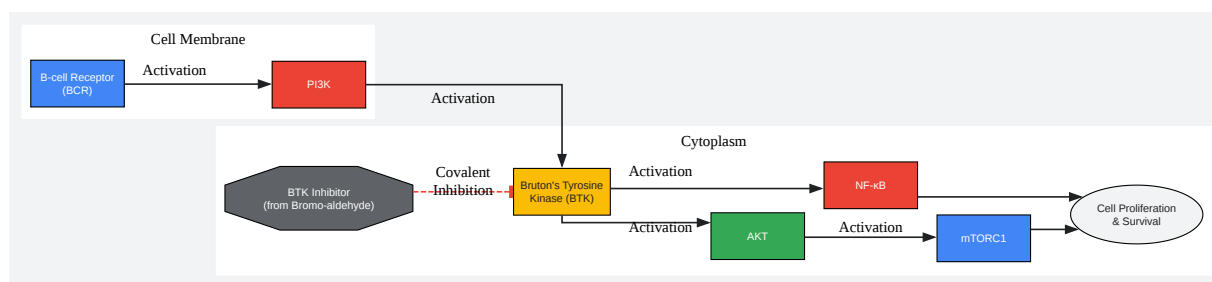 Cell Membrane
B-cell Receptor
(BCR)
Activation
PI3K
Activation
Cytoplasm
BTK Inhibitor
(from Bromo-aldehyde)
Covalent
Inhibition
Bruton's Tyrosine
Kinase (BTK)
Activation
NF-κB
Activation
AKT
Activation
mTORC1
Cell Proliferation
& Survival